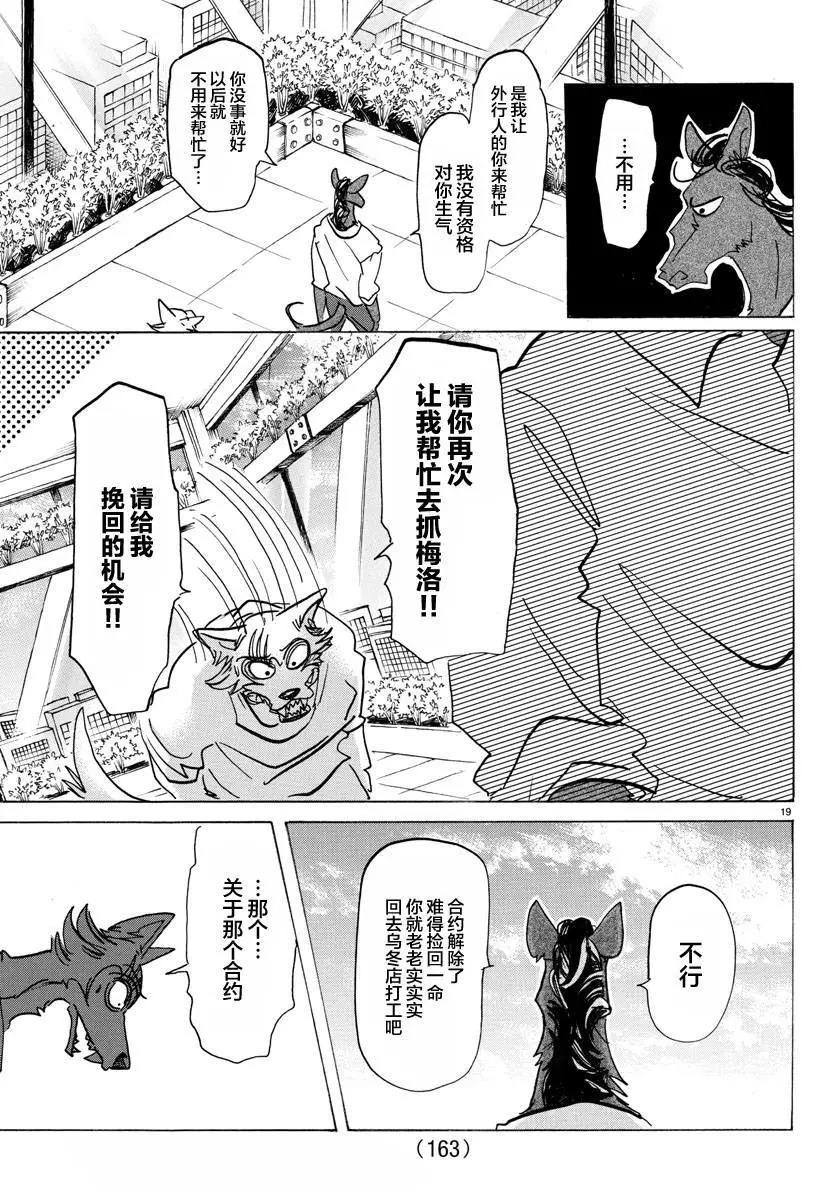 …不用…
是我让
外行人的你来帮忙
我没有资格
对你生气
你没事就好
以后就
不用来帮忙了…
请你再次
让我帮忙去抓梅洛!!
请给我
挽回的机会!!
19
不行
合约解除了
难得捡回一命
你就老老实实实
回去乌冬店打工吧
…那个…
关于那个合约
(163)